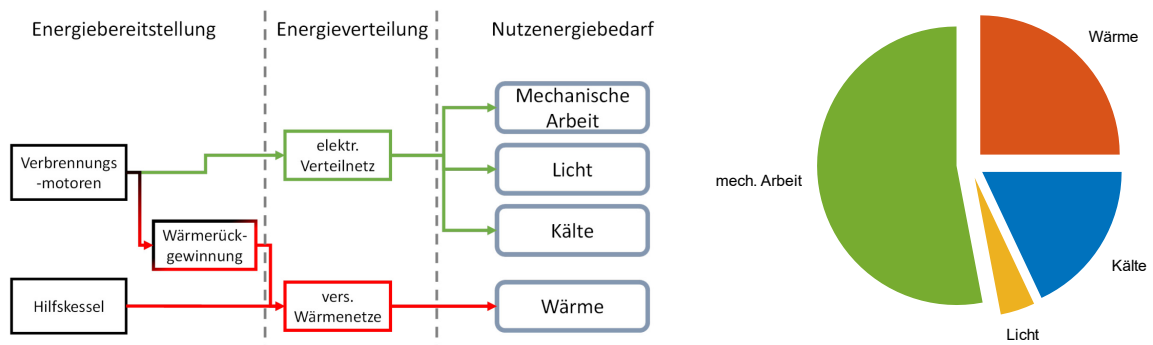 Energiebereitstellung
Energieverteilung
Nutzenergiebedarf
Verbrennungs
-motoren
Wärmerück-
gewinnung
Hilfskessel
elektr.
Verteilnetz
vers.
Wärmenetze
Mechanische
Arbeit
Licht
Kälte
Wärme
Wärme
mech. Arbeit
Kälte
Licht